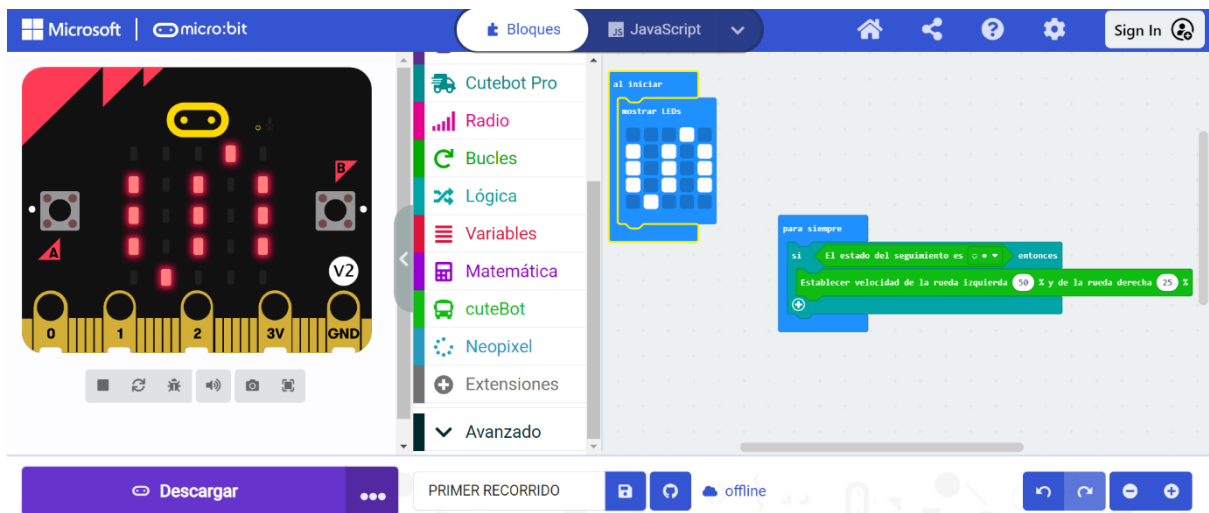 Microsoft micro:bit Bloques JS JavaScript Sign In
Cutebot Pro
Radio
Bucles
Lógica
Variables
Matemática
cuteBot
Neopixel
Extensiones
Avanzado
B
A
V2
0 1 2 3V GND
al iniciar
mostrar LEDs
para siempre
si El estado del seguimiento es entonces
Establecer velocidad de la rueda izquierda 50 % y de la rueda derecha 25 %
Descargar PRIMER RECORRIDO offline